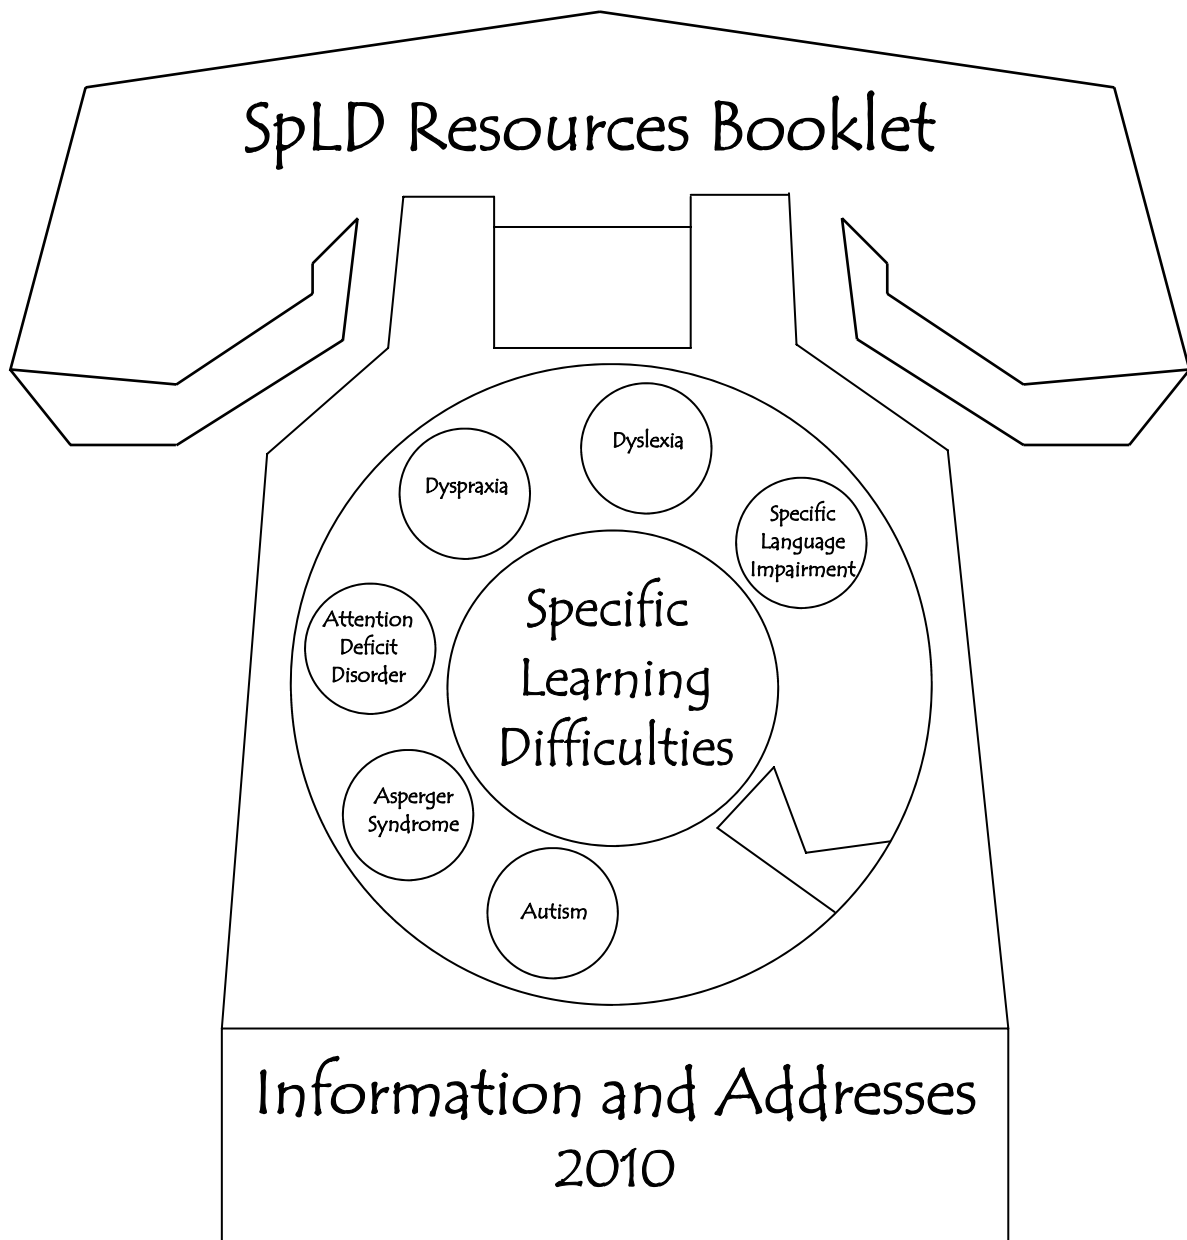 SpLD Resources Booklet
Dyslexia
Dyspraxia
Specific
Language
Impairment
Attention
Deficit
Disorder
Specific
Learning
Difficulties
Asperger
Syndrome
Autism
Information and Addresses
2010